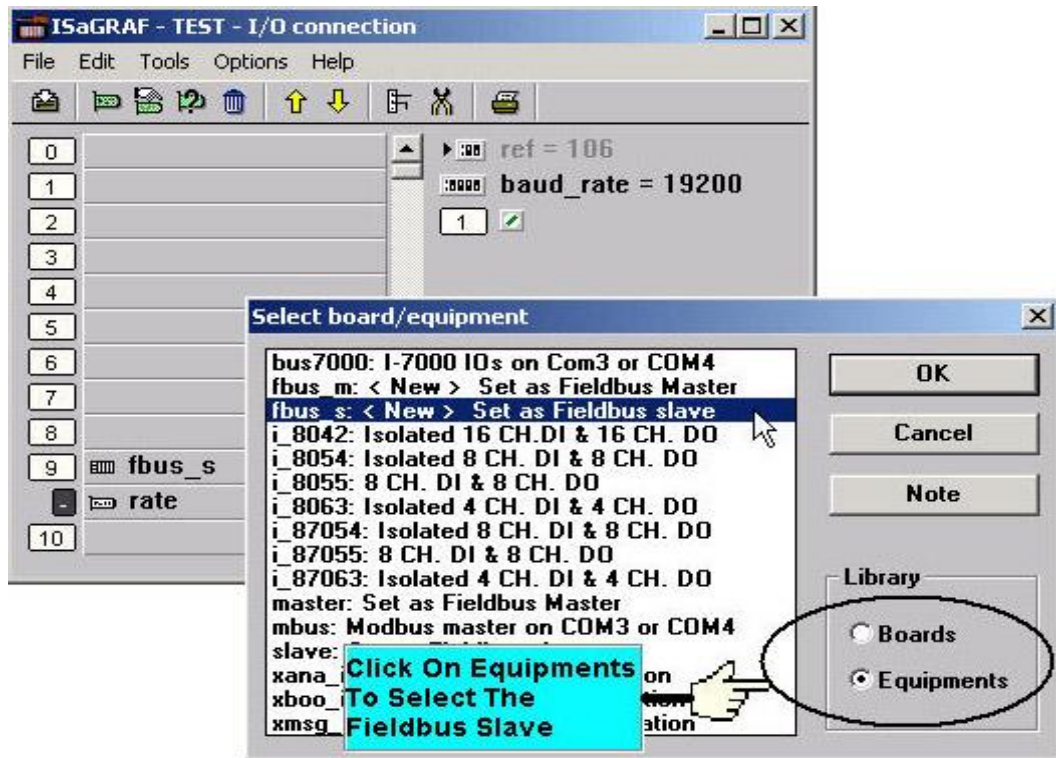 ISaGRAF - TEST - I/O connection
File Edit Tools Options Help
0
1
2
3
4
5
6
7
8
9 fbus_s
- rate
10
ref = 106
baud_rate = 19200
1
Select board/equipment
bus7000: I-7000 IOs on Com3 or COM4
fbus_m: < New > Set as Fieldbus Master
fbus_s: < New > Set as Fieldbus slave
i_8042: Isolated 16 CH.DI & 16 CH. DO
i_8054: Isolated 8 CH. DI & 8 CH. DO
i_8055: 8 CH. DI & 8 CH. DO
i_8063: Isolated 4 CH. DI & 4 CH. DO
i_87054: Isolated 8 CH. DI & 8 CH. DO
i_87055: 8 CH. DI & 8 CH. DO
i_87063: Isolated 4 CH. DI & 4 CH. DO
master: Set as Fieldbus Master
mbus: Modbus master on COM3 or COM4
slave:
xana_
xboo_
xmsg_
Click On Equipments
To Select The
Fieldbus Slave
OK
Cancel
Note
Library
Boards
Equipments